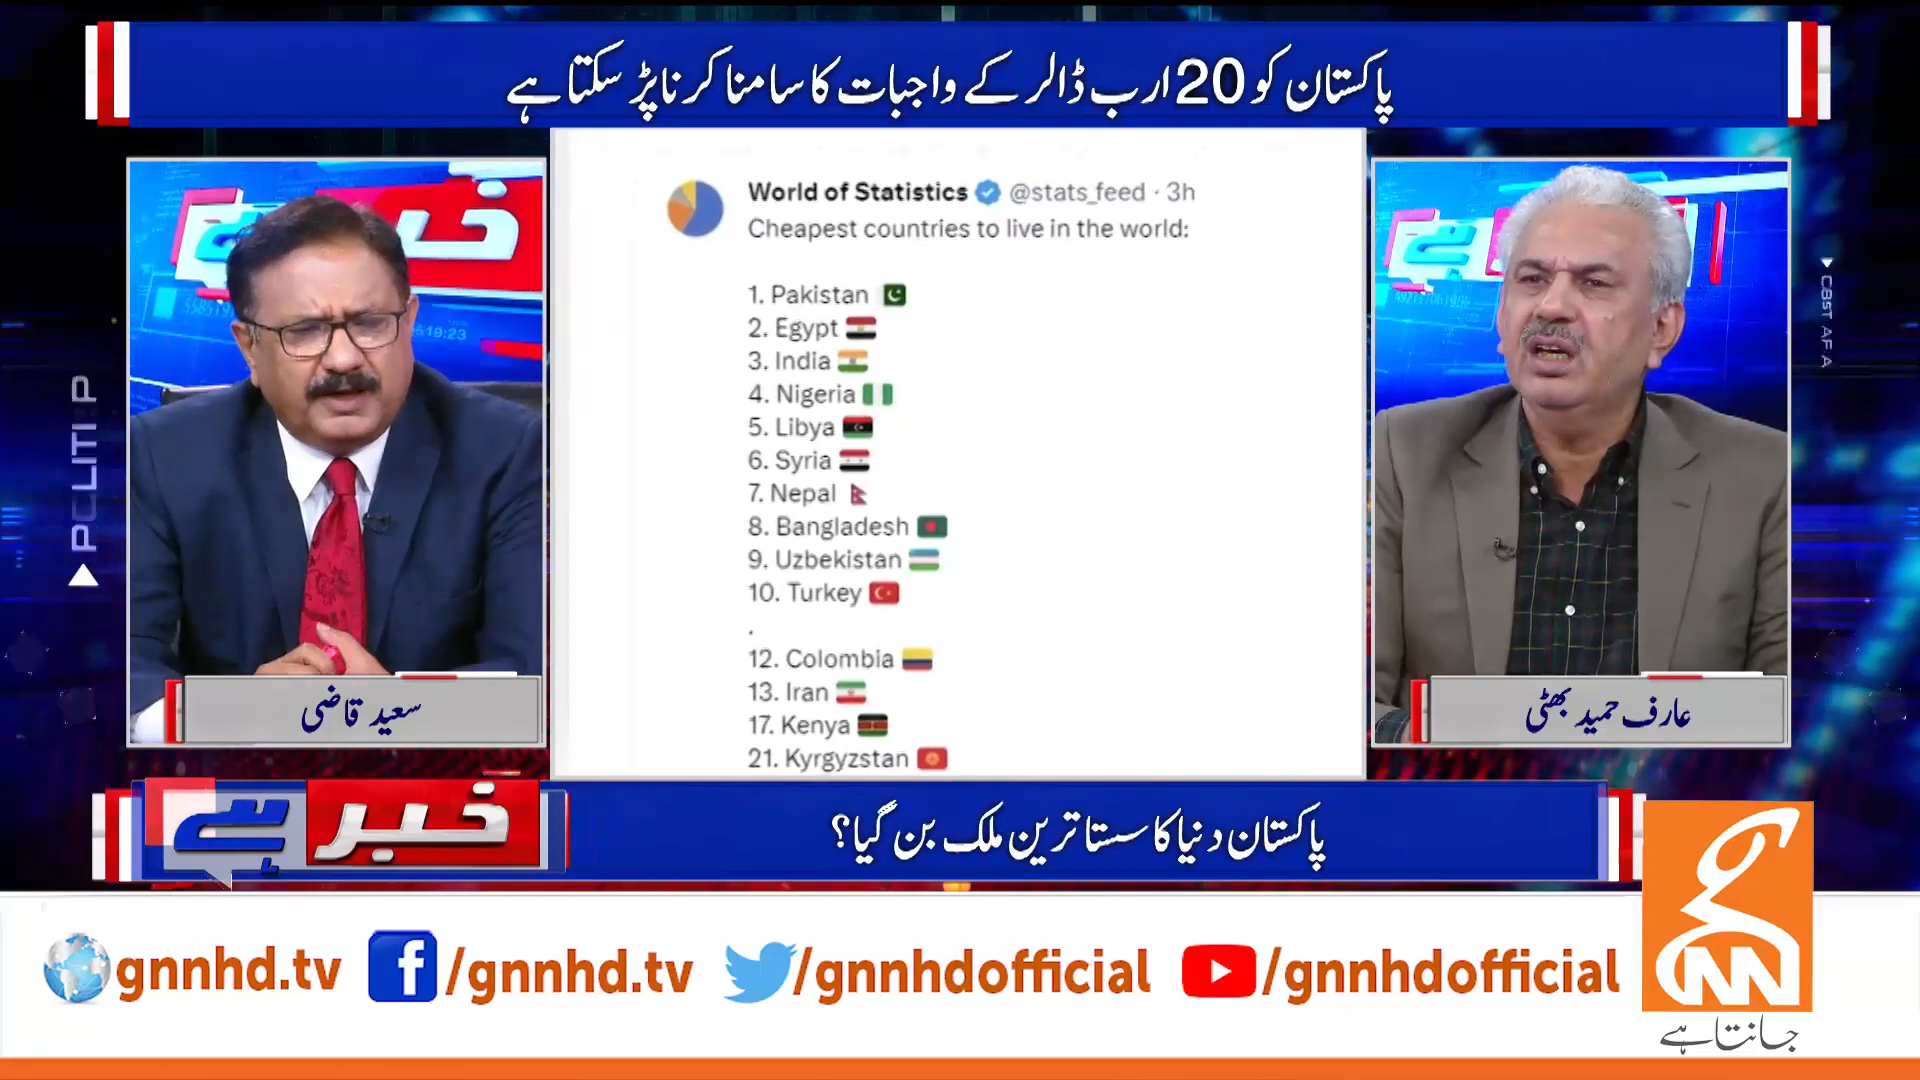 پاکستان کو 20 ارب ڈالر کے واجبات کا سامنا کرنا پڑ سکتا ہے
World of Statistics @stats_feed · 3h
Cheapest countries to live in the world:
1. Pakistan
2. Egypt
3. India
4. Nigeria
5. Libya
6. Syria
7. Nepal
8. Bangladesh
9. Uzbekistan
10. Turkey
.
12. Colombia
13. Iran
17. Kenya
21. Kyrgyzstan
سعید قاضی
عارف حمید بھٹی
خبر ہے
پاکستان دنیا کا سستا ترین ملک بن گیا؟
gnnhd.tv
/gnnhd.tv
/gnnhdofficial
/gnnhdofficial
GNN
جانتا ہے